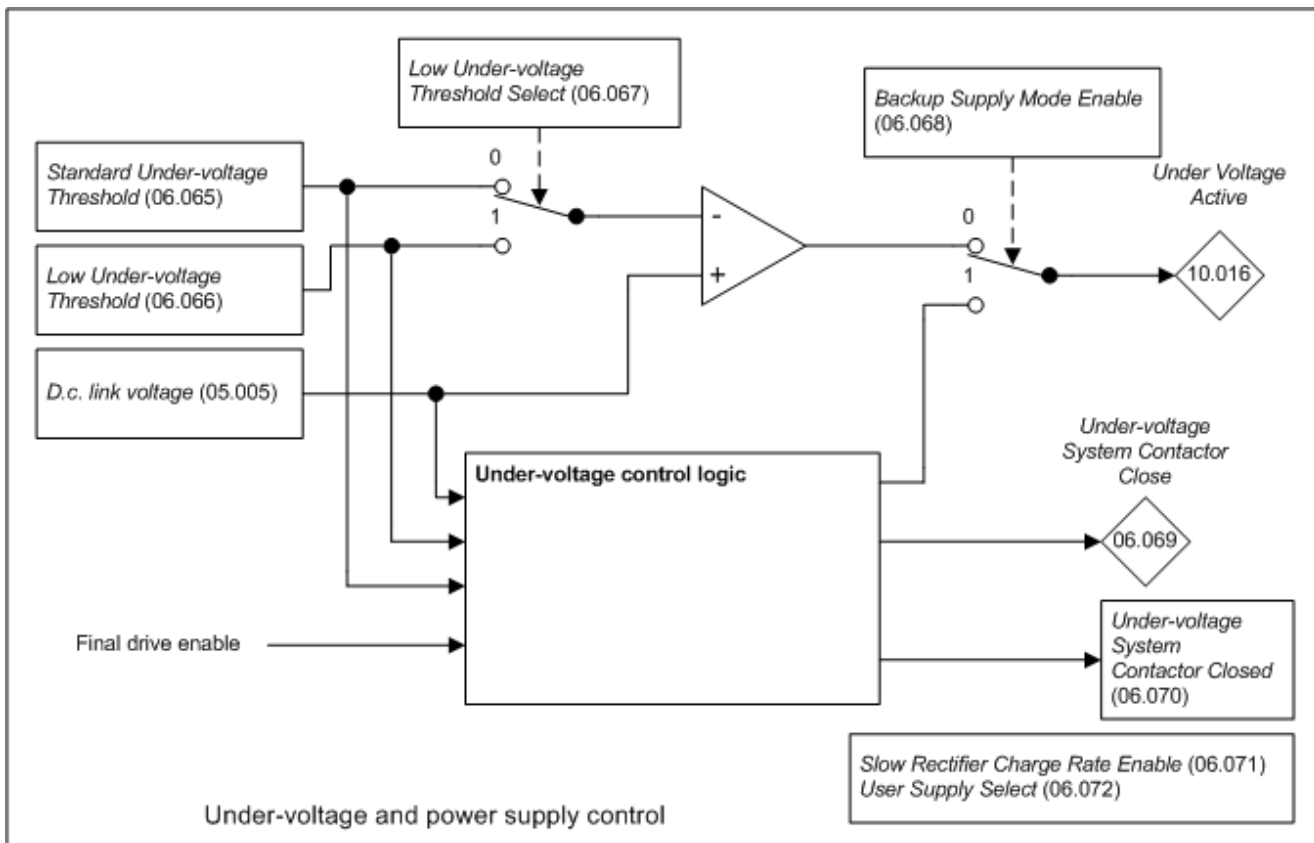 Low Under-voltage
Threshold Select (06.067)
Backup Supply Mode Enable
(06.068)
Standard Under-voltage
Threshold (06.065)
0
1
-
+
0
1
Under Voltage
Active
10.016
Low Under-voltage
Threshold (06.066)
D.c. link voltage (05.005)
Under-voltage control logic
Under-voltage
System Contactor
Close
06.069
Final drive enable
Under-voltage
System
Contactor Closed
(06.070)
Slow Rectifier Charge Rate Enable (06.071)
User Supply Select (06.072)
Under-voltage and power supply control